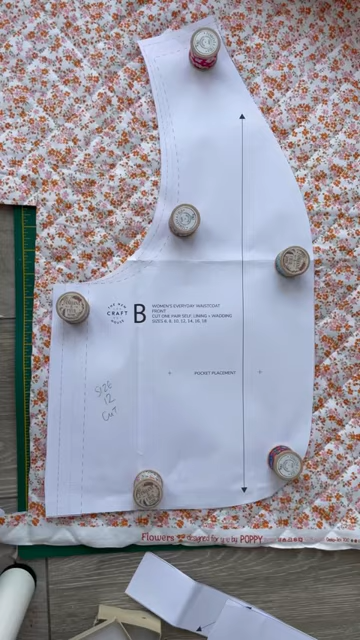 THE NEW
CRAFT
HOUSE
B
WOMEN'S EVERYDAY WAISTCOAT
FRONT
CUT ONE PAIR SELF, LINING + WADDING
SIZES 6, 8, 10, 12, 14, 16, 18
POCKET PLACEMENT
SIZE
12
Cut
Flowers designed for you by POPPY